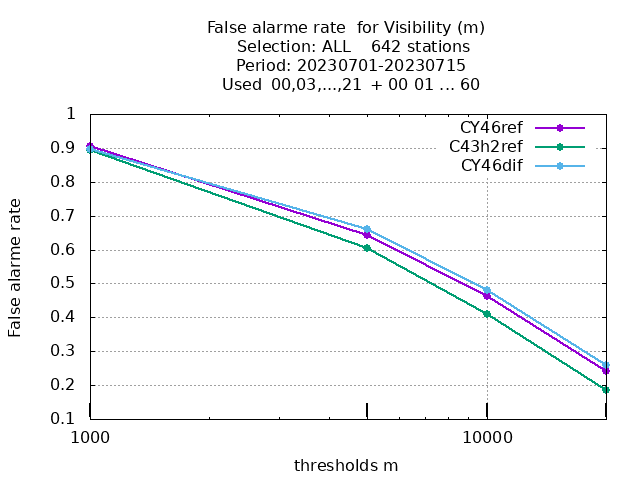 False alarme rate  for Visibility (m)
Selection: ALL    642 stations
Period: 20230701-20230715
Used  00,03,...,21  + 00 01 ... 60
1
0.9
0.8
0.7
0.6
0.5
0.4
0.3
0.2
0.1
False alarme rate
CY46ref
C43h2ref
CY46dif
1000
10000
thresholds m